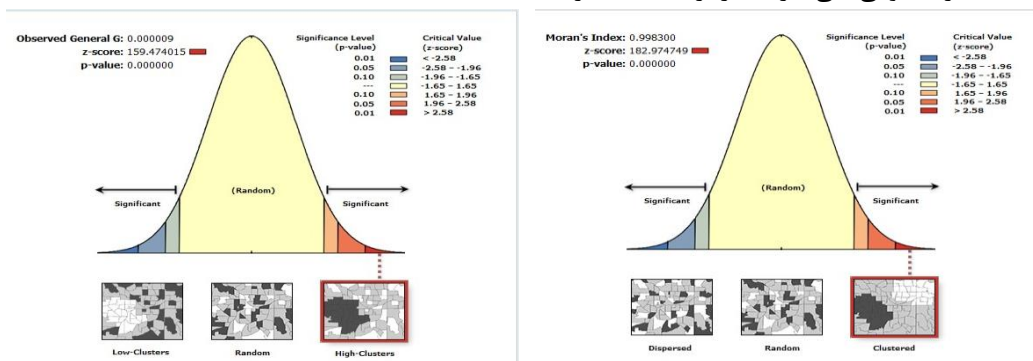 Observed General G: 0.000009
z-score: 159.474015
p-value: 0.000000
Significance Level
(p-value)
Critical Value
(z-score)
0.01 < -2.58
0.05 -2.58 – -1.96
0.10 -1.96 – -1.65
--- -1.65 – 1.65
0.10 1.65 – 1.96
0.05 1.96 – 2.58
0.01 > 2.58
(Random)
Significant
Significant
Low-Clusters
Random
High-Clusters
Moran's Index: 0.998300
z-score: 182.974749
p-value: 0.000000
Significance Level
(p-value)
Critical Value
(z-score)
0.01 < -2.58
0.05 -2.58 – -1.96
0.10 -1.96 – -1.65
--- -1.65 – 1.65
0.10 1.65 – 1.96
0.05 1.96 – 2.58
0.01 > 2.58
(Random)
Significant
Significant
Dispersed
Random
Clustered